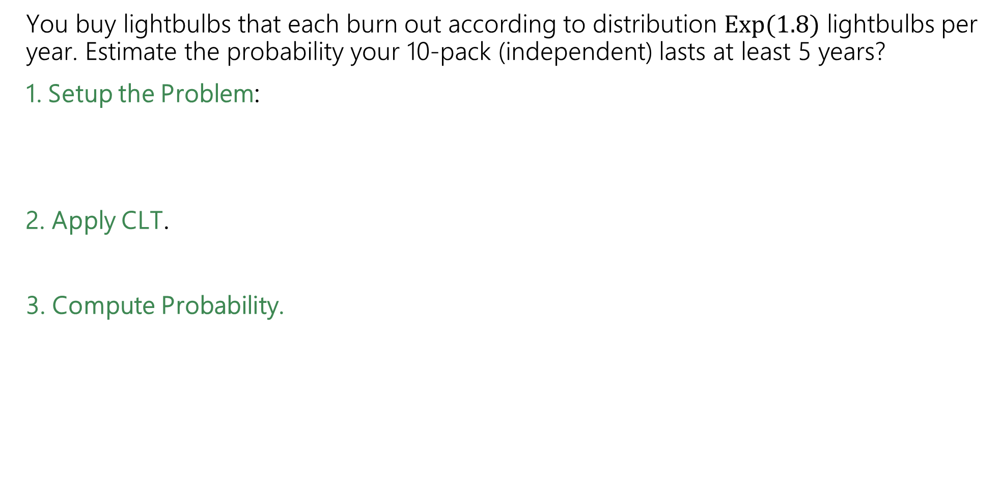 You buy lightbulbs that each burn out according to distribution Exp(1.8) lightbulbs per
year. Estimate the probability your 10-pack (independent) lasts at least 5 years?
1. Setup the Problem:
2. Apply CLT.
3. Compute Probability.